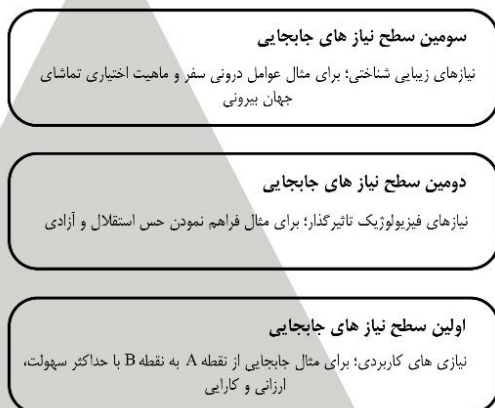 سومین سطح نیاز های جابجایی
نیازهای زیبایی شناختی؛ برای مثال عوامل درونی سفر و ماهیت اختیاری تماشای
جهان بیرونی
دومین سطح نیاز های جابجایی
نیازهای فیزیولوژیک تاثیرگذار؛ برای مثال فراهم نمودن حس استقلال و آزادی
اولین سطح نیاز های جابجایی
نیازی های کاربردی؛ برای مثال جابجایی از نقطه A به نقطه B با حداکثر سهولت،
ارزانی و کارایی